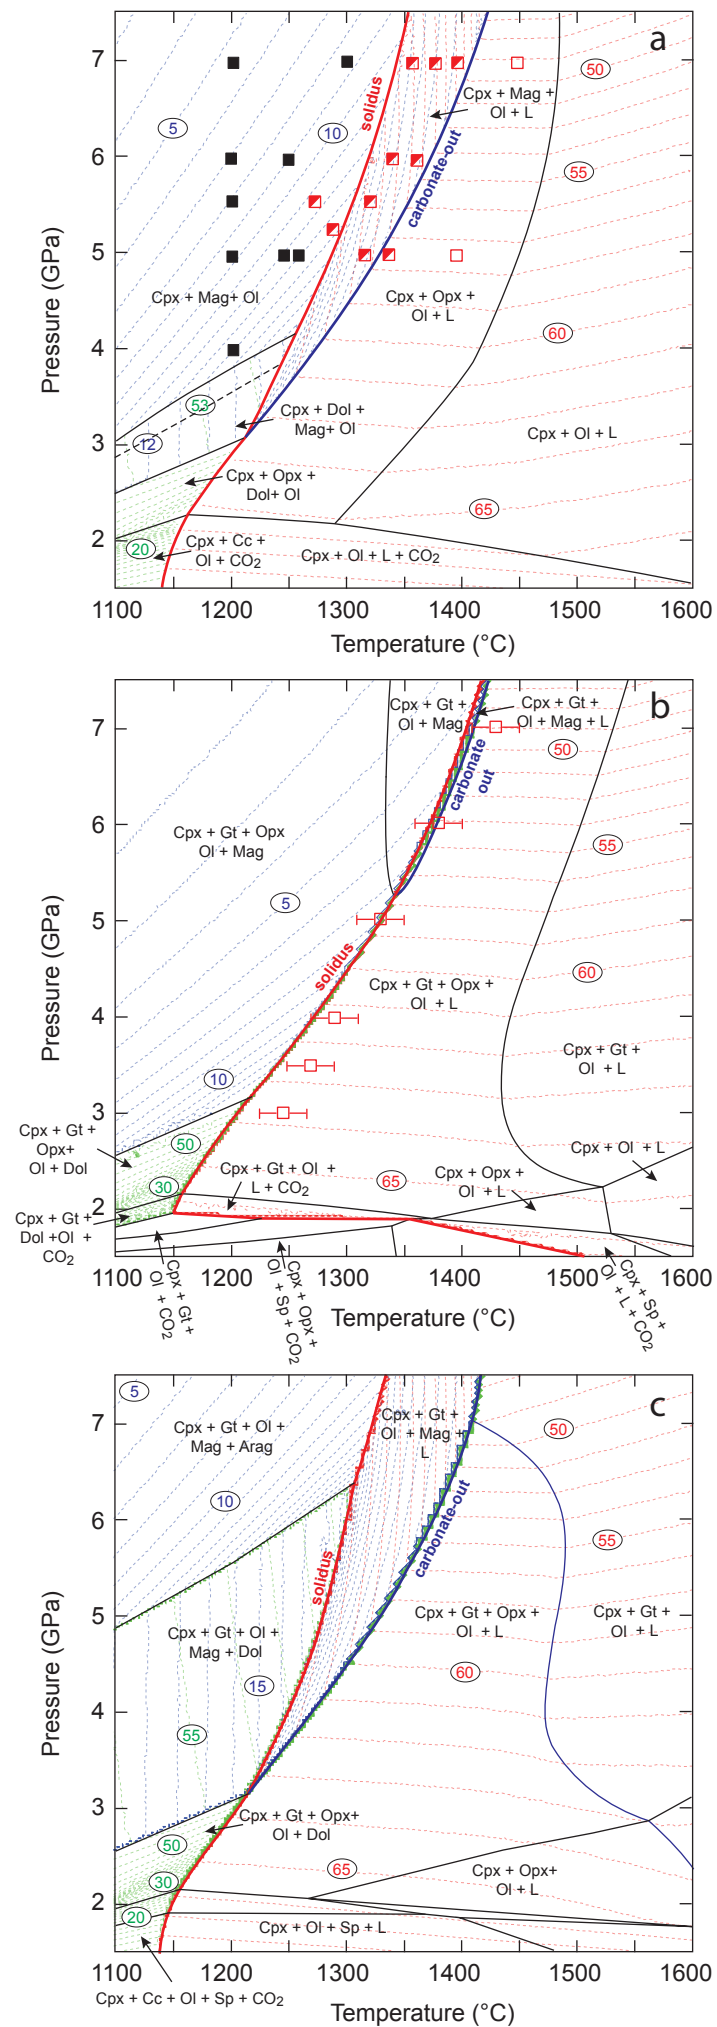 a
7
6
5
4
3
2
Pressure (GPa)
solidus
carbonate-out
Cpx + Mag +
Ol + L
50
5
10
55
Cpx + Mag+ Ol
Cpx + Opx +
Ol + L
60
53
12
Cpx + Dol +
Mag+ Ol
Cpx + Ol + L
Cpx + Opx +
Dol+ Ol
65
20
Cpx + Cc +
Ol + CO2
Cpx + Ol + L + CO2
1100 1200 1300 1400 1500 1600
Temperature (°C)
b
7
6
5
4
3
2
Pressure (GPa)
Cpx + Gt +
Ol + Mag
Cpx + Gt +
Ol + Mag + L
carbonate
out
50
Cpx + Gt + Opx
Ol + Mag
55
5
solidus
60
Cpx + Gt + Opx +
Ol + L
Cpx + Gt +
Ol + L
10
Cpx + Gt +
Opx+
Ol + Dol
50
30
Cpx + Gt + Ol +
L + CO2
65
Cpx + Opx +
Ol + L
Cpx + Ol + L
Cpx + Gt +
Dol +Ol +
CO2
Cpx + Gt +
Ol + CO2
Cpx + Opx +
Ol + Sp + CO2
Cpx + Sp +
Ol + L + CO2
1100 1200 1300 1400 1500 1600
Temperature (°C)
c
7
6
5
4
3
2
Pressure (GPa)
5
Cpx + Gt + Ol +
Mag + Arag
Cpx + Gt +
Ol + Mag +
L
50
10
55
solidus
carbonate-out
Cpx + Gt + Ol +
Mag + Dol
Cpx + Gt + Opx +
Ol + L
Cpx + Gt +
Ol + L
15
60
55
Cpx + Gt + Opx+
Ol + Dol
50
30
65
Cpx + Opx+
Ol + L
20
Cpx + Ol + Sp + L
Cpx + Cc + Ol + Sp + CO2
1100 1200 1300 1400 1500 1600
Temperature (°C)